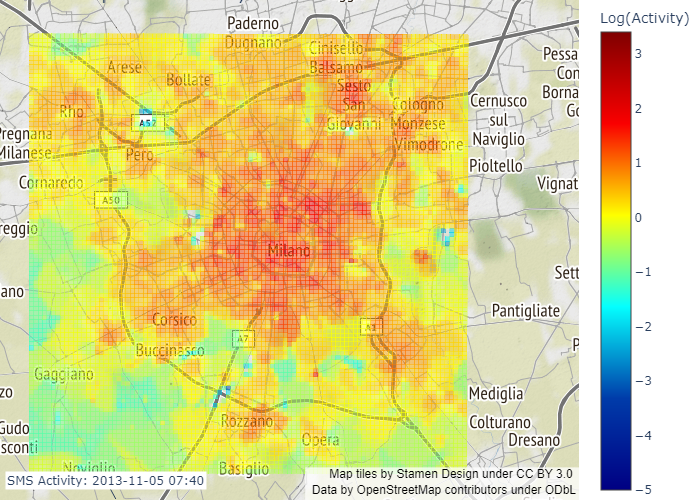 Log(Activity)
Paderno
Dugnano
Cinisello
Balsamo
Arese
Bollate
Sesto
San
Giovanni
Rho
Cologno
Monzese
Cernusco
sul
Naviglio
Pessa
Con
Borna
Go
A52
Pregnana
Milanese
Pero
Vimodrone
Pioltello
Cornaredo
Vignat
A50
reggio
Milano
Sett
ano
Corsico
A7
A1
Pantigliate
Buccinasco
P
Gaggiano
zo
Mediglia
Rozzano
Colturano
Dresano
Gudo
sconti
Opera
Noviglio
Basiglio
SMS Activity: 2013-11-05 07:40
Map tiles by Stamen Design under CC BY 3.0
Data by OpenStreetMap contributors under ODbL
3
2
1
0
−1
−2
−3
−4
−5